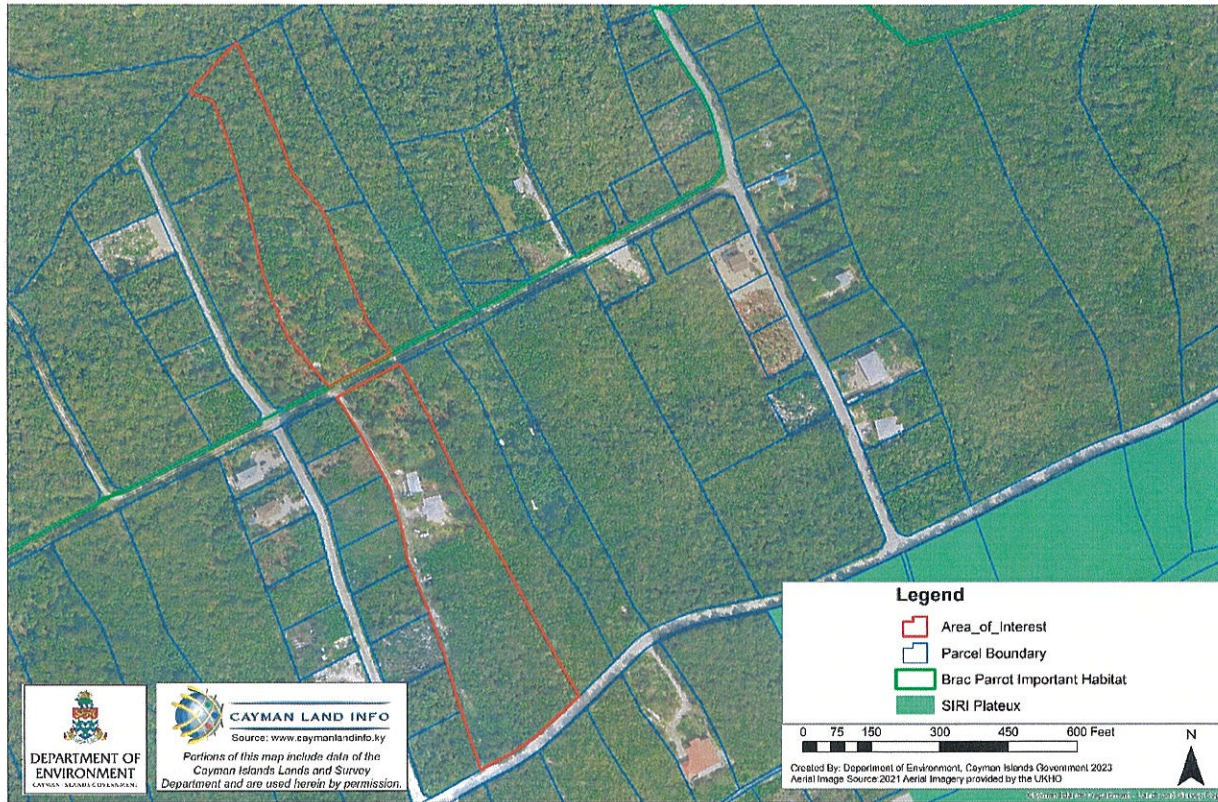 Legend
Area_of_Interest
Parcel Boundary
Brac Parrot Important Habitat
SIRI Plateux
0 75 150 300 450 600 Feet
N
Created By: Department of Environment, Cayman Islands Government 2023
Aerial Image Source:2021 Aerial Imagery provided by the UKHO
DEPARTMENT OF
ENVIRONMENT
CAYMAN ISLANDS GOVERNMENT
CAYMAN LAND INFO
Source: www.caymanlandinfo.ky
Portions of this map include data of the
Cayman Islands Lands and Survey
Department and are used herein by permission.